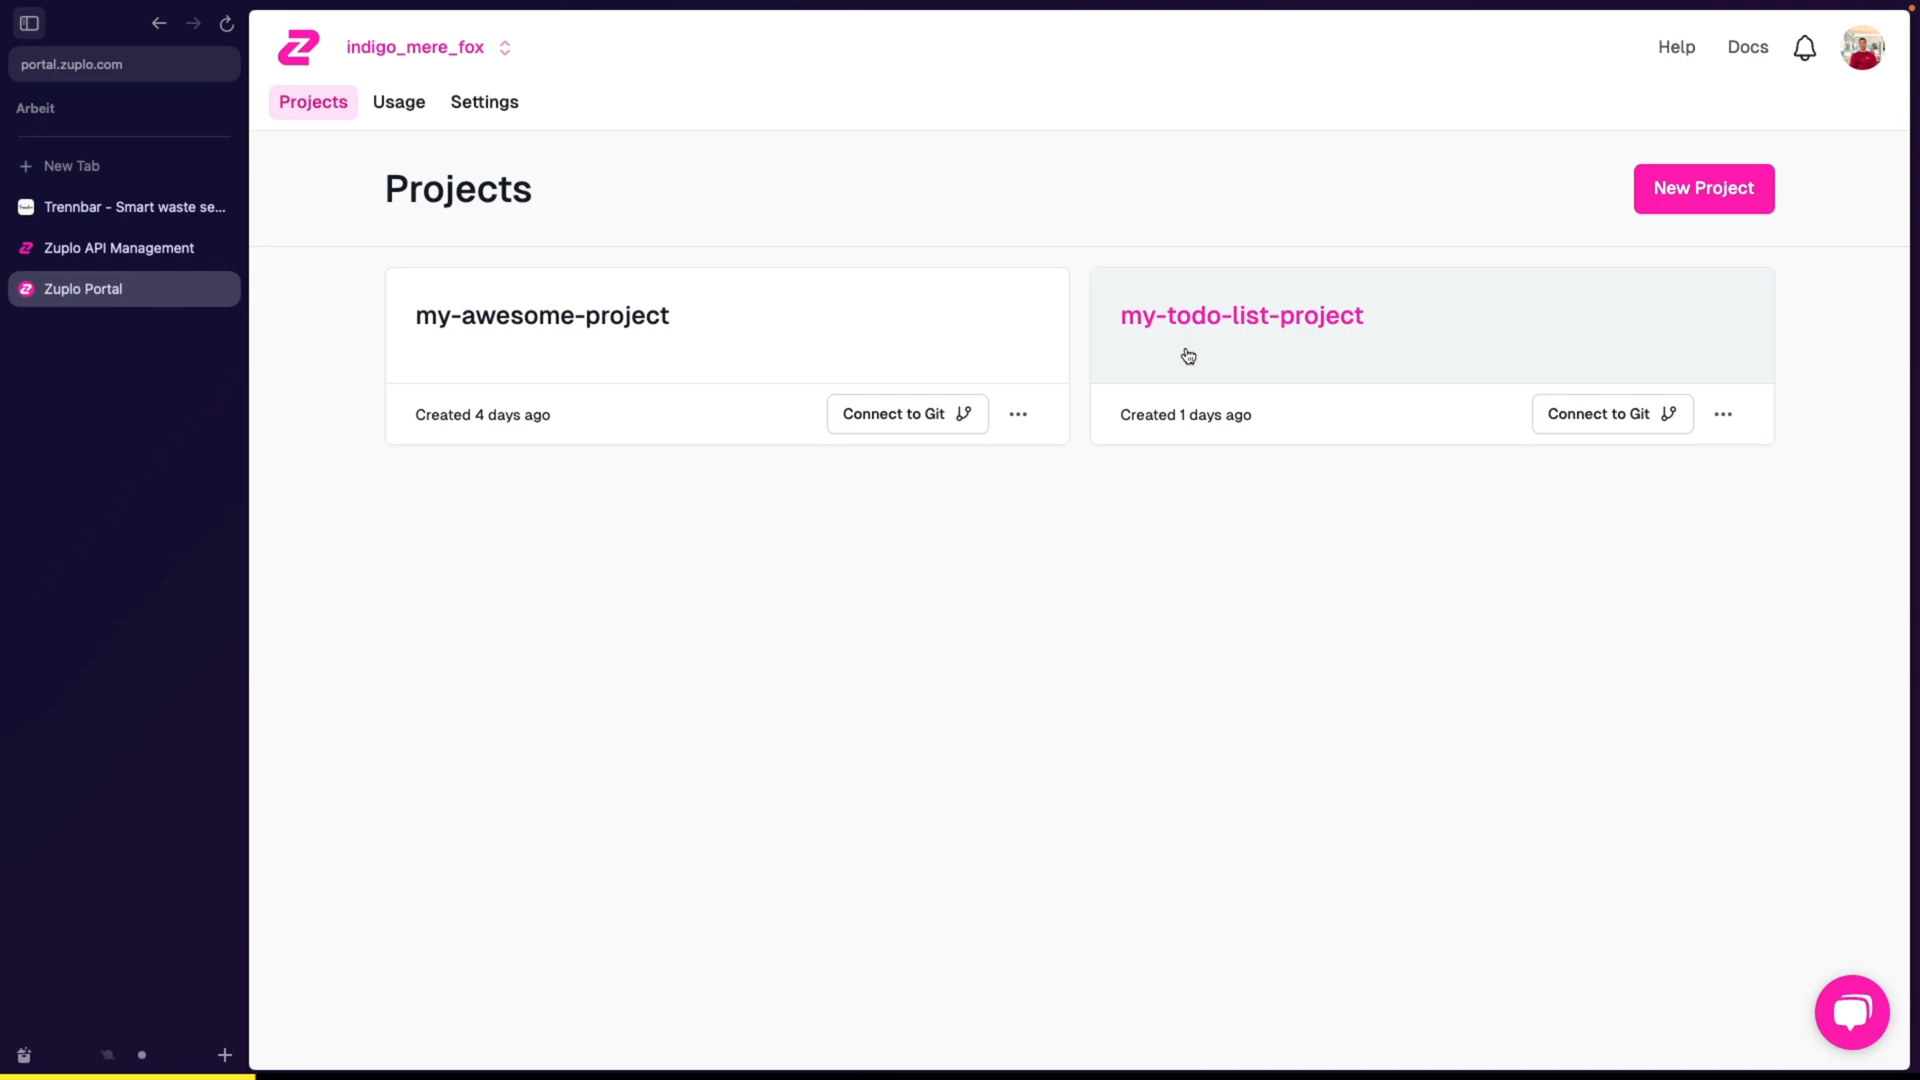 portal.zuplo.com
Arbeit
New Tab
Trennbar - Smart waste se...
Zuplo API Management
Zuplo Portal
indigo_mere_fox
Help
Docs
Projects
Usage
Settings
Projects
New Project
my-awesome-project
Created 4 days ago
Connect to Git
my-todo-list-project
Created 1 days ago
Connect to Git